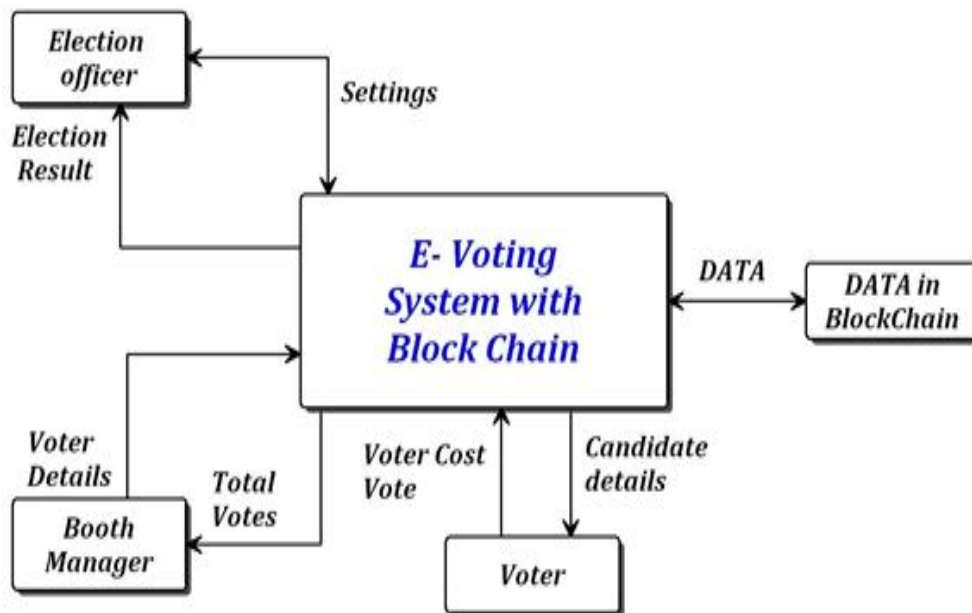 Election
officer
Settings
Election
Result
E- Voting
System with
Block Chain
DATA
DATA in
BlockChain
Voter
Details
Total
Votes
Voter Cost
Vote
Candidate
details
Booth
Manager
Voter